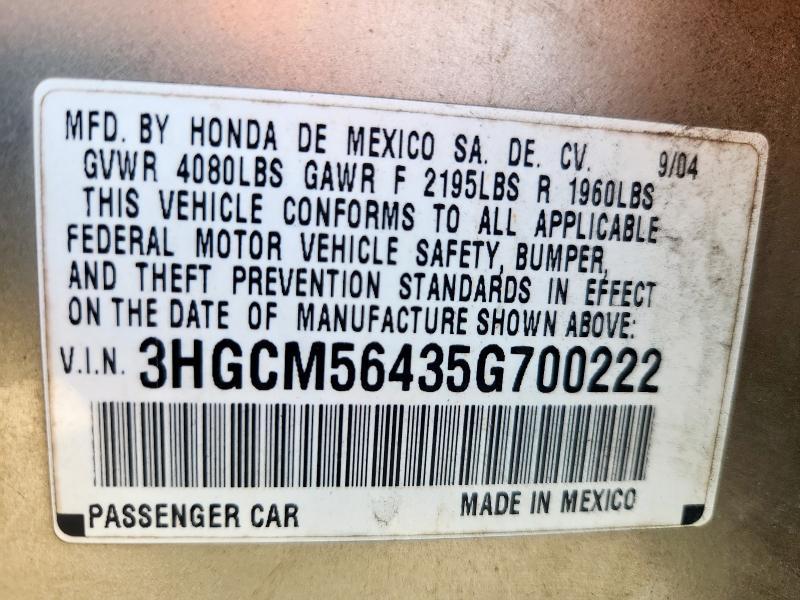 MFD. BY HONDA DE MEXICO SA. DE. CV. 9/04
GVWR 4080LBS GAWR F 2195LBS R 1960LBS
THIS VEHICLE CONFORMS TO ALL APPLICABLE
FEDERAL MOTOR VEHICLE SAFETY, BUMPER,
AND THEFT PREVENTION STANDARDS IN EFFECT
ON THE DATE OF MANUFACTURE SHOWN ABOVE:
V.I.N. 3HGCM56435G700222
PASSENGER CAR MADE IN MEXICO